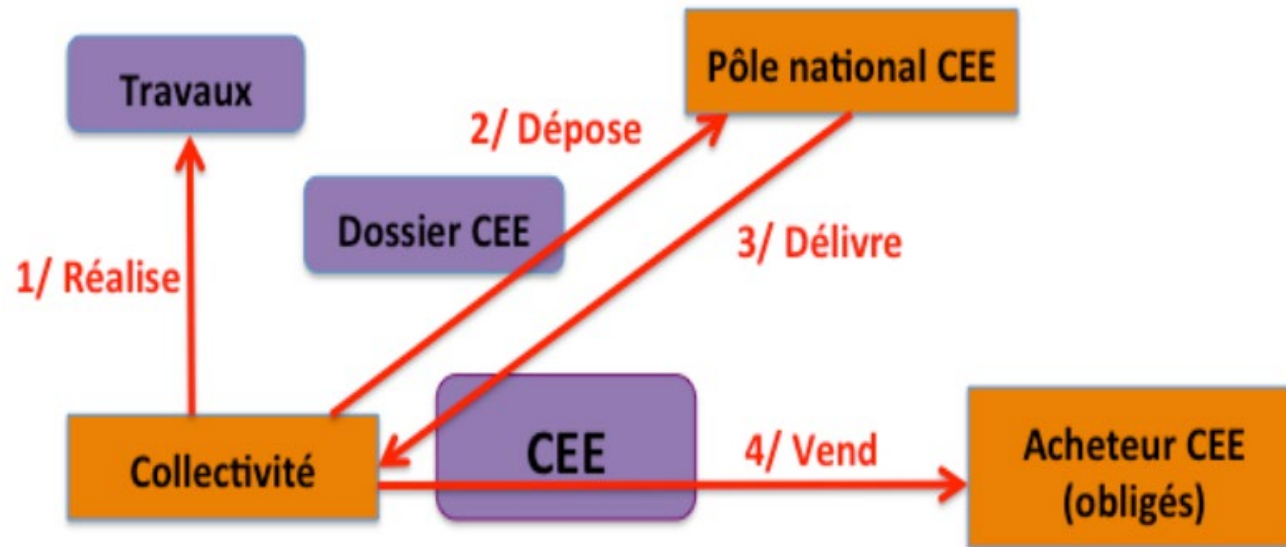 Travaux
Pôle national CEE
2/ Dépose
Dossier CEE
3/ Délivre
1/ Réalise
Collectivité
CEE
4/ Vend
Acheteur CEE
(obligés)